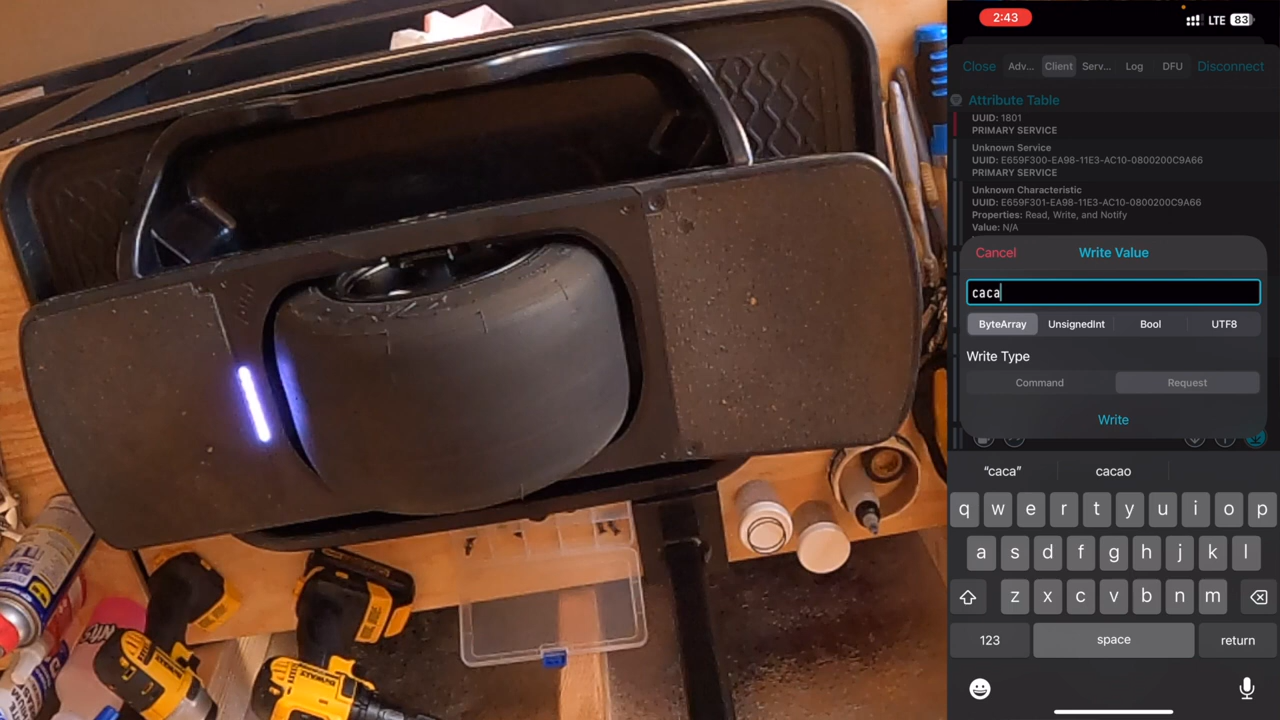 2:43
LTE 83
Close Adv... Client Serv... Log DFU Disconnect
Attribute Table
UUID: 1801
PRIMARY SERVICE
Unknown Service
UUID: E659F300-EA98-11E3-AC10-0800200C9A66
PRIMARY SERVICE
Unknown Characteristic
UUID: E659F301-EA98-11E3-AC10-0800200C9A66
Properties: Read, Write, and Notify
Value: N/A
Cancel Write Value
caca
ByteArray UnsignedInt Bool UTF8
Write Type
Command Request
Write
“caca” cacao
q w e r t y u i o p
a s d f g h j k l
z x c v b n m
123 space return
WD
DEWALT
DEWALT